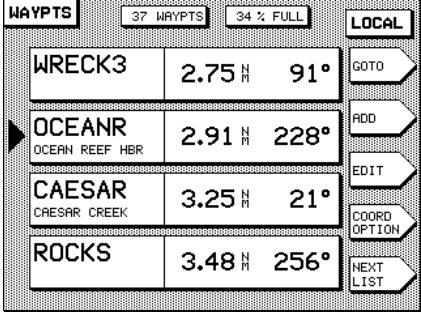 WAYPTS 37 WAYPTS 34 % FULL LOCAL
WRECK3 2.75 NM 91° GOTO
OCEANR 2.91 NM 228° ADD
OCEAN REEF HBR
EDIT
CAESAR 3.25 NM 21°
CAESAR CREEK
COORD
OPTION
ROCKS 3.48 NM 256°
NEXT
LIST